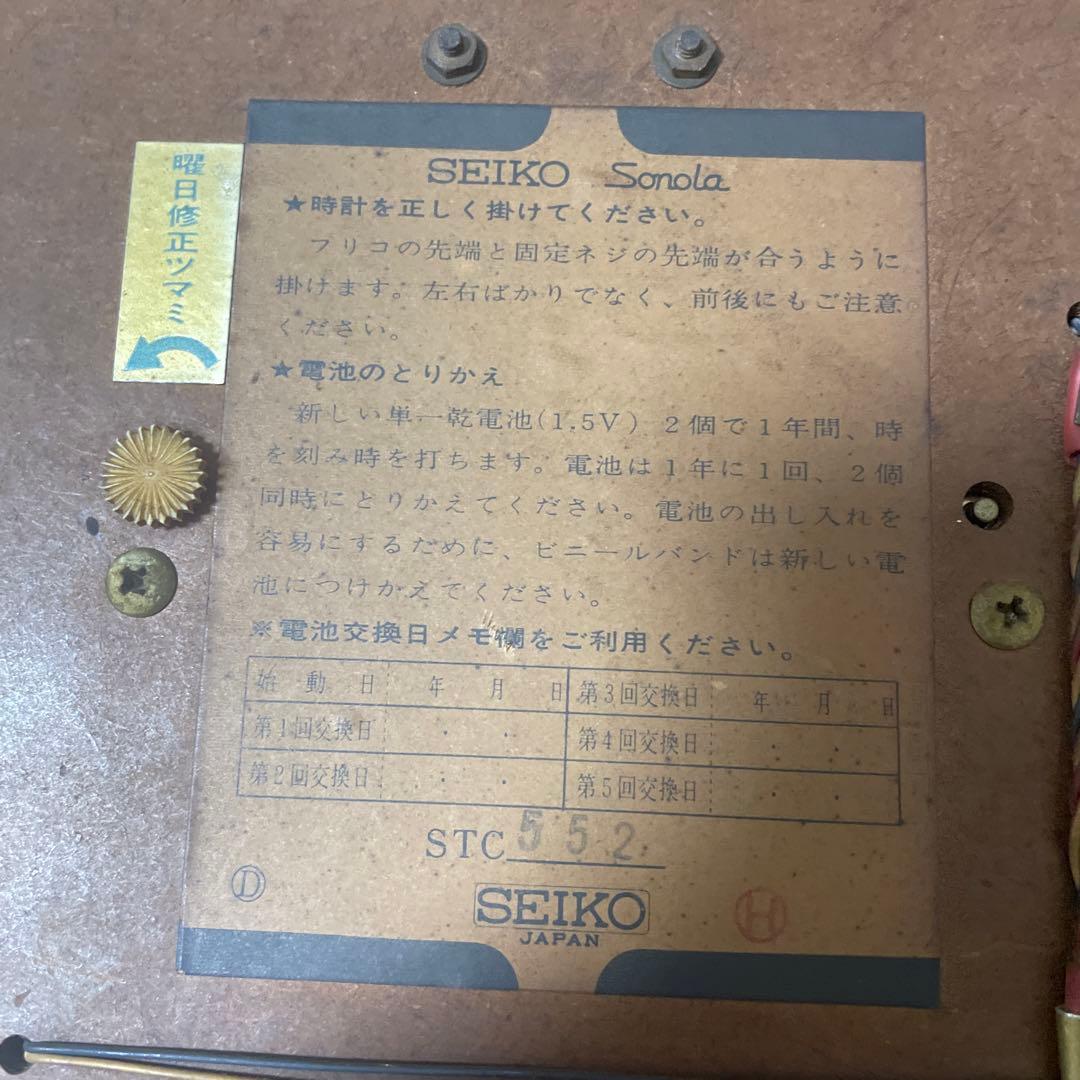 曜日修正ツマミ
SEIKO Sonola
★時計を正しく掛けてください。
フリコの先端と固定ネジの先端が合うように
掛けます。左右ばかりでなく、前後にもご注意
ください。
★電池のとりかえ
新しい単一乾電池(1.5V) 2個で1年間、時
を刻み時を打ちます。電池は1年に1回、2個
同時にとりかえてください。電池の出し入れを
容易にするために、ビニールバンドは新しい電
池につけかえてください。
※電池交換日メモ欄をご利用ください。
始動日 年 月 日 第3回交換日 年 月 日
第1回交換日 ・ ・ 第4回交換日 ・ ・
第2回交換日 ・ ・ 第5回交換日 ・ ・
STC 552
Ⓓ
SEIKO
JAPAN
Ⓗ